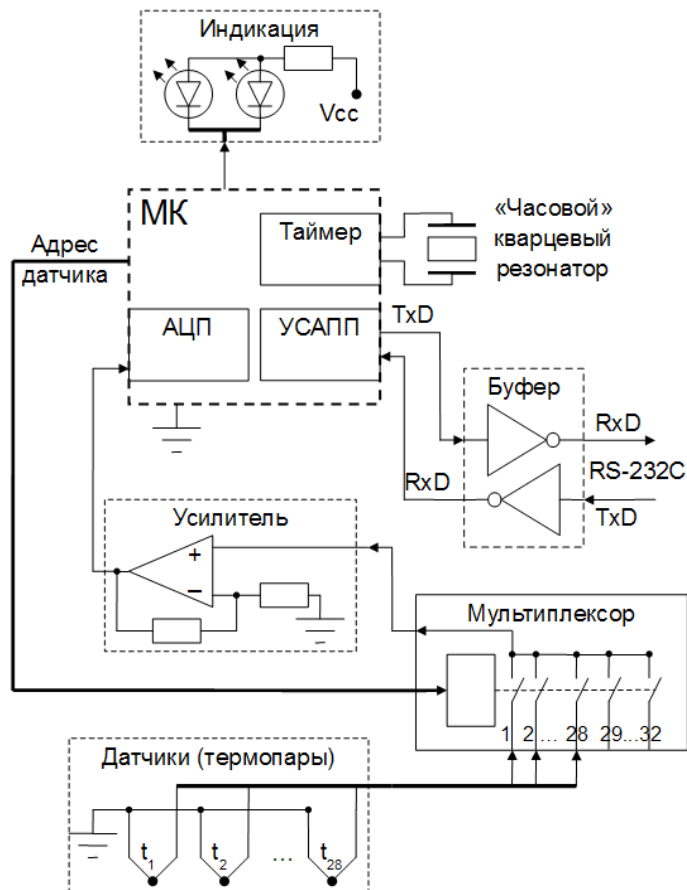 Индикация
Vcc
МК
Таймер
«Часовой»
кварцевый
резонатор
Адрес
датчика
АЦП
УСАПП
TxD
Буфер
RxD
RS-232C
RxD
TxD
Усилитель
+
−
Мультиплексор
1 2 ... 28 29...32
Датчики (термопары)
t1 t2 ... t28